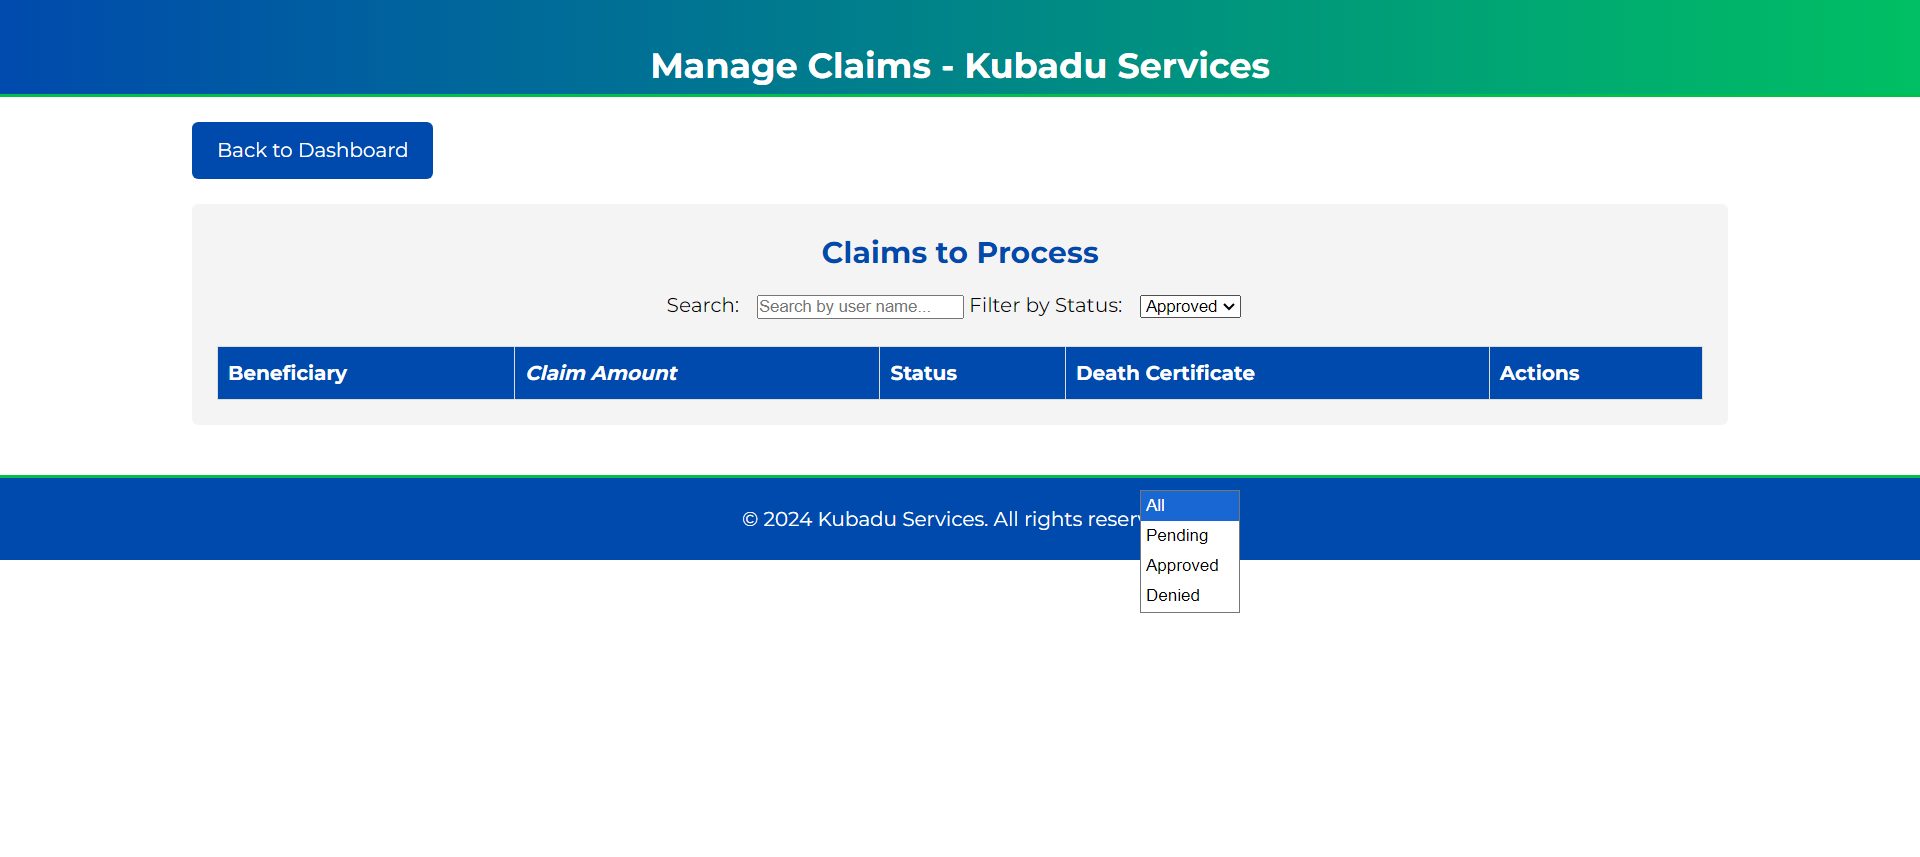 Manage Claims - Kubadu Services
Back to Dashboard
Claims to Process
Search: Search by user name... Filter by Status: Approved
Beneficiary Claim Amount Status Death Certificate Actions
© 2024 Kubadu Services. All rights
All
Pending
Approved
Denied